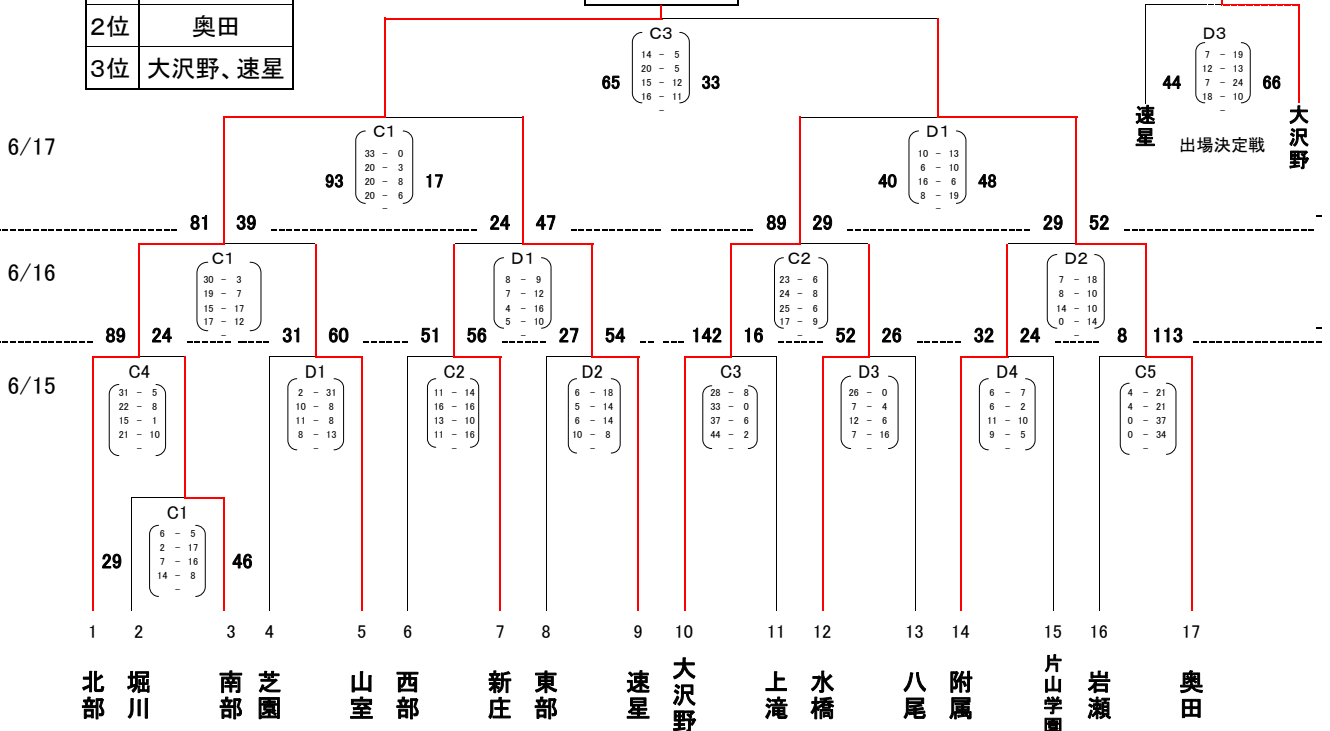 2位 奥田
3位 大沢野、速星
C3
14 - 5
20 - 5
65 15 - 12 33
16 - 11
-
D3
7 - 19
12 - 13
44 7 - 24 66
18 - 10
-
速星
出場決定戦
大沢野
6/17
C1
33 - 0
20 - 3
93 20 - 8 17
20 - 6
-
D1
10 - 13
6 - 10
40 16 - 6 48
8 - 19
-
81 39 24 47 89 29 29 52
6/16
C1
30 - 3
19 - 7
15 - 17
17 - 12
-
D1
8 - 9
7 - 12
4 - 16
5 - 10
-
C2
23 - 6
24 - 8
25 - 6
17 - 9
-
D2
7 - 18
8 - 10
14 - 10
0 - 14
-
89 24 31 60 51 56 27 54 142 16 52 26 32 24 8 113
6/15
C4
31 - 5
22 - 8
15 - 1
21 - 10
-
D1
2 - 31
10 - 8
11 - 8
8 - 13
-
C2
11 - 14
16 - 16
13 - 10
11 - 16
-
D2
6 - 18
5 - 14
6 - 14
10 - 8
-
C3
28 - 8
33 - 0
37 - 6
44 - 2
-
D3
26 - 0
7 - 4
12 - 6
7 - 16
-
D4
6 - 7
6 - 2
11 - 10
9 - 5
-
C5
4 - 21
4 - 21
0 - 37
0 - 34
-
C1
6 - 5
2 - 17
29 7 - 16 46
14 - 8
-
1 2 3 4 5 6 7 8 9 10 11 12 13 14 15 16 17
北部
堀川
南部
芝園
山室
西部
新庄
東部
速星
大沢野
上滝
水橋
八尾
附属
片山学園
岩瀬
奥田